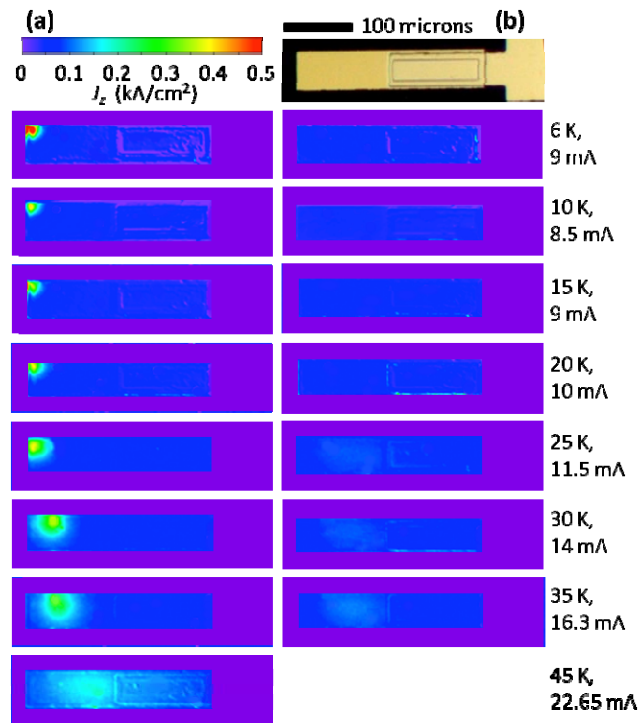 (a)
100 microns (b)
0 0.1 0.2 0.3 0.4 0.5
Jz (kA/cm²)
6 K,
9 mA
10 K,
8.5 mA
15 K,
9 mA
20 K,
10 mA
25 K,
11.5 mA
30 K,
14 mA
35 K,
16.3 mA
45 K,
22.65 mA